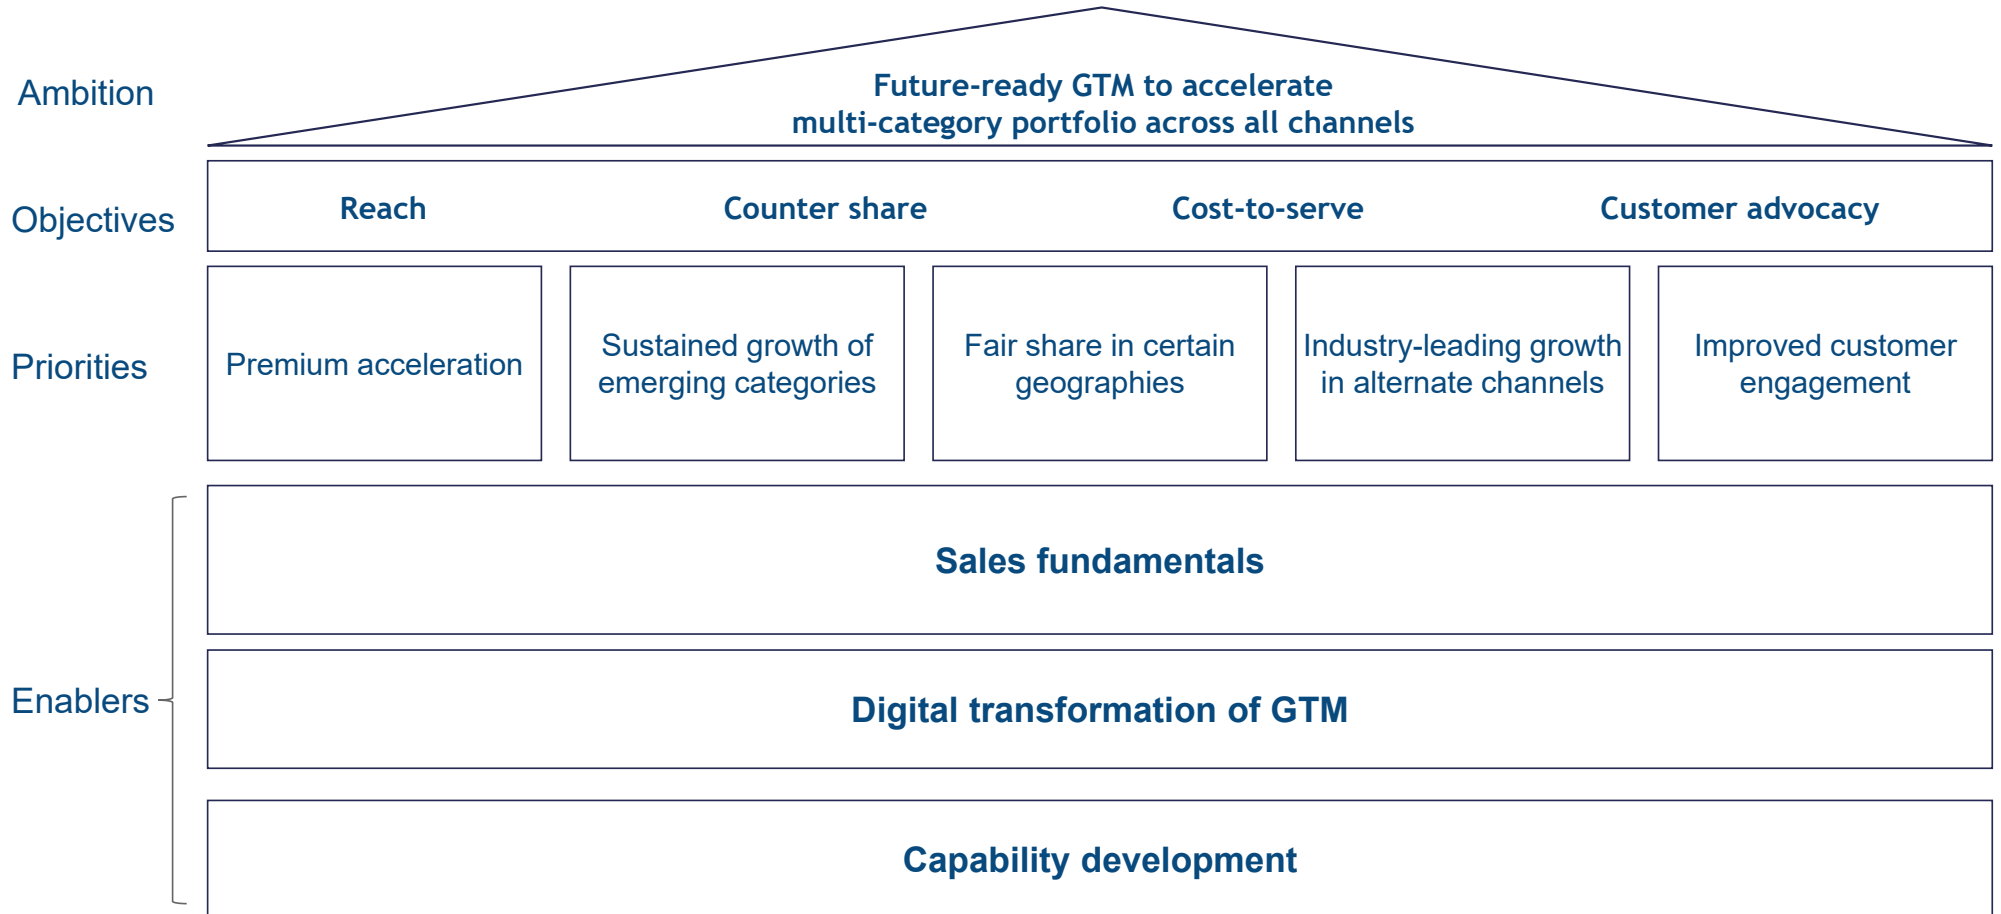 Ambition
Future-ready GTM to accelerate
multi-category portfolio across all channels
Objectives
Reach
Counter share
Cost-to-serve
Customer advocacy
Priorities
Premium acceleration
Sustained growth of
emerging categories
Fair share in certain
geographies
Industry-leading growth
in alternate channels
Improved customer
engagement
Enablers
Sales fundamentals
Digital transformation of GTM
Capability development